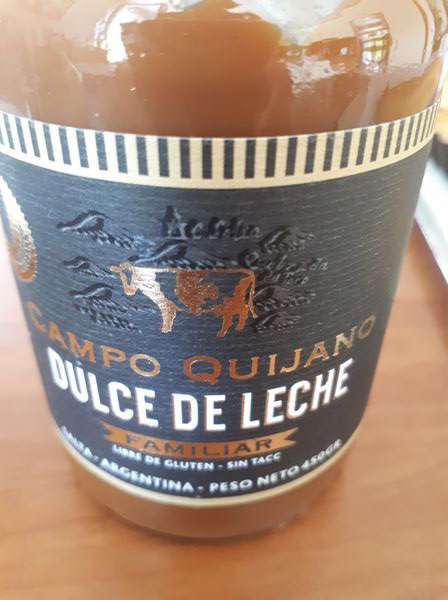 CAMPO QUIJANO
DULCE DE LECHE
FAMILIAR
LIBRE DE GLUTEN - SIN TACC
SALTA - ARGENTINA - PESO NETO 450GR